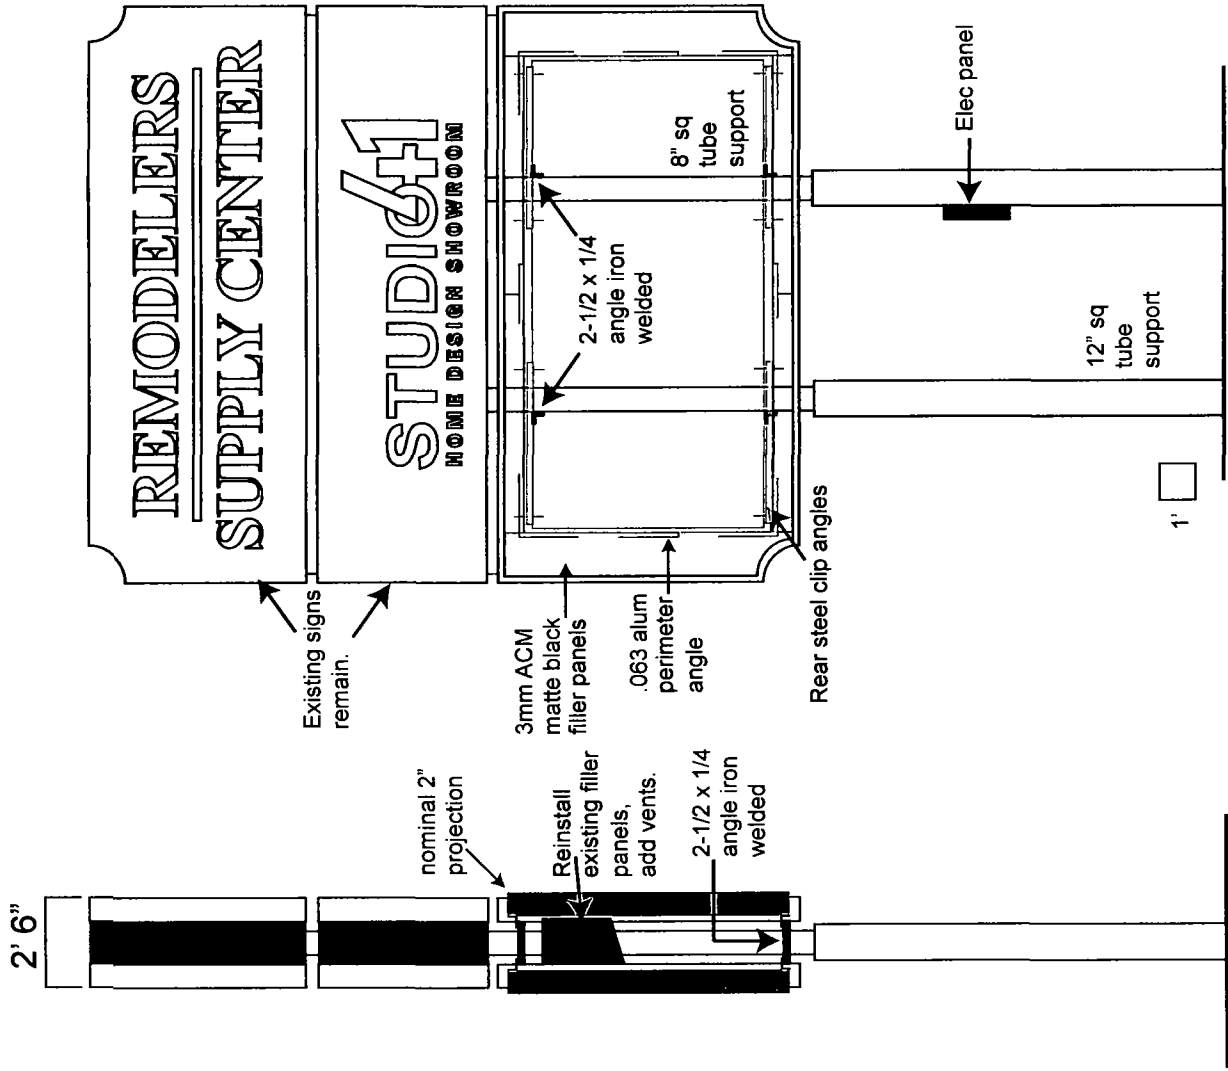 REMODELERS
SUPPLY CENTER
STUDIO6+1
HOME DESIGN SHOWROOM
Existing signs
remain.
8" sq
tube
support
2-1/2 x 1/4
angle iron
welded
3mm ACM
matte black
filler panels
.063 alum
perimeter
angle
Rear steel clip angles
Elec panel
12" sq
tube
support
1'
2' 6"
nominal 2"
projection
Reinstall
existing filler
panels,
add vents.
2-1/2 x 1/4
angle iron
welded